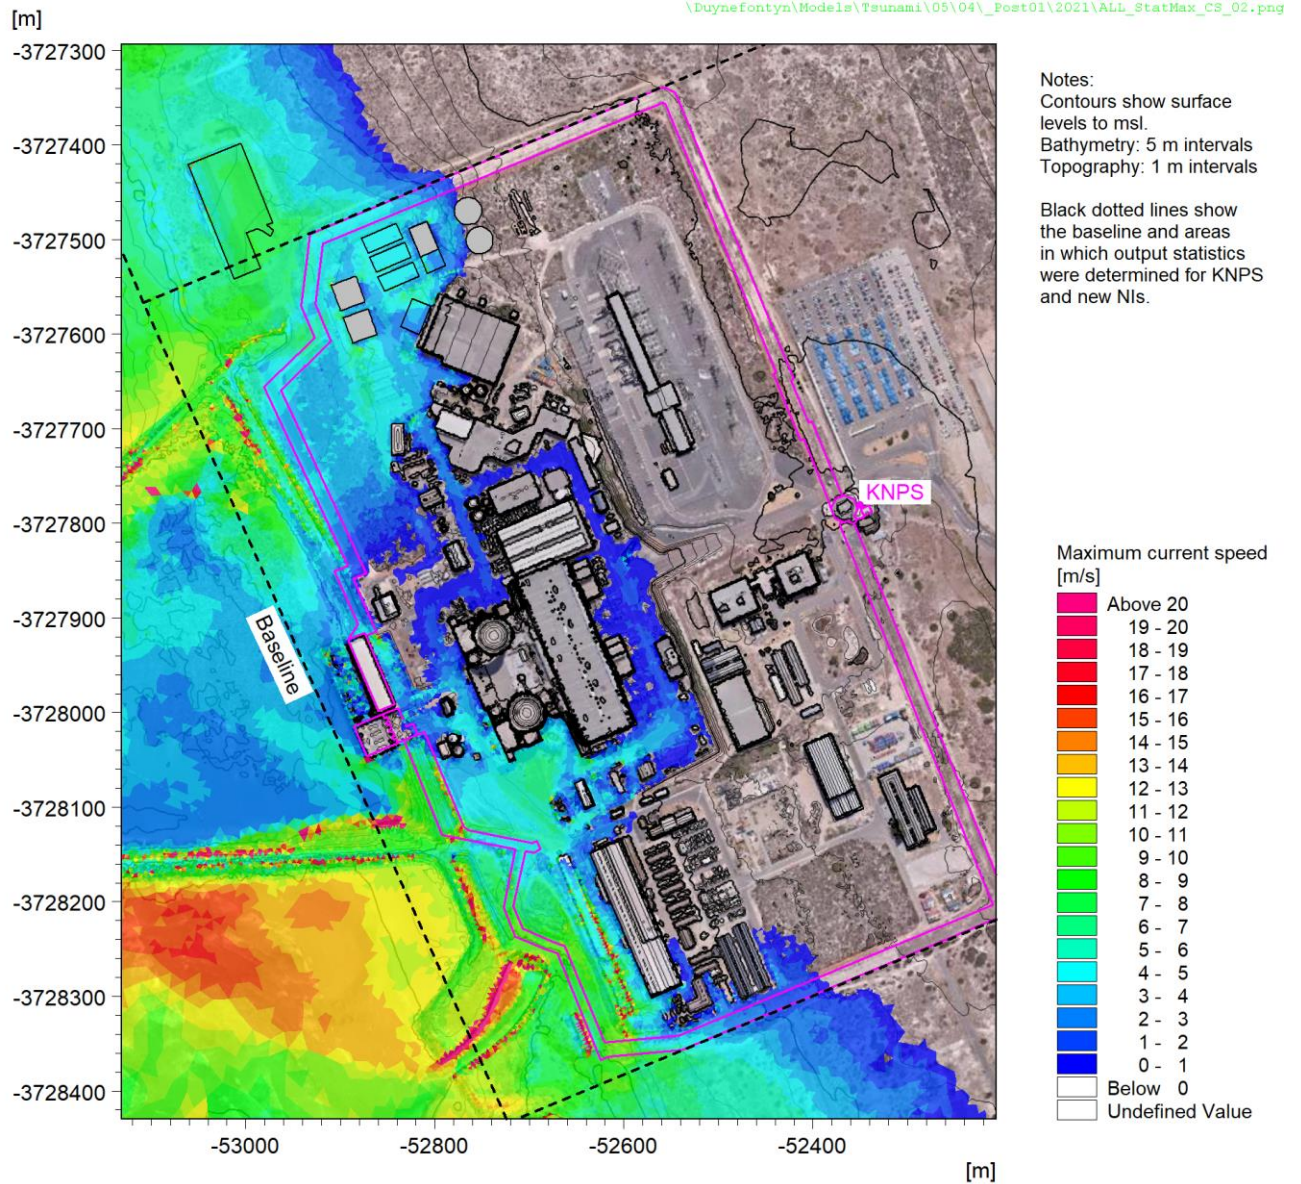 \Duynefontyn\Models\Tsunami\05\04\_Post01\2021\ALL_StatMax_CS_02.png
[m]
-3727300
-3727400
-3727500
-3727600
-3727700
-3727800
-3727900
-3728000
-3728100
-3728200
-3728300
-3728400
-53000
-52800
-52600
-52400
[m]
Baseline
KNPS
Notes:
Contours show surface
levels to msl.
Bathymetry: 5 m intervals
Topography: 1 m intervals
Black dotted lines show
the baseline and areas
in which output statistics
were determined for KNPS
and new NIs.
Maximum current speed
[m/s]
Above 20
19 - 20
18 - 19
17 - 18
16 - 17
15 - 16
14 - 15
13 - 14
12 - 13
11 - 12
10 - 11
9 - 10
8 - 9
7 - 8
6 - 7
5 - 6
4 - 5
3 - 4
2 - 3
1 - 2
0 - 1
Below 0
Undefined Value